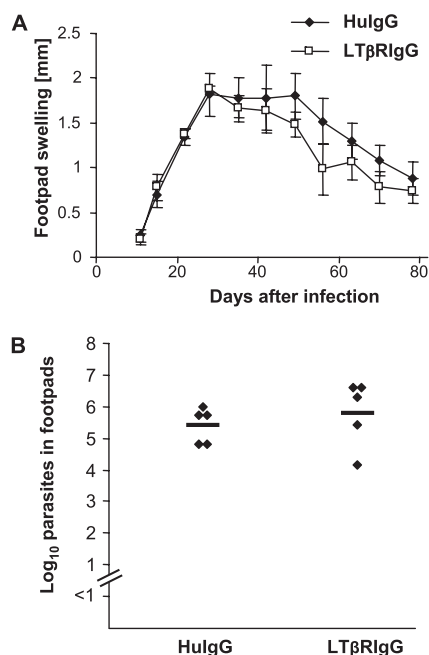 A
HuIgG
LTβRIgG
Footpad swelling [mm]
2.5
2
1.5
1
0.5
0
0 20 40 60 80
Days after infection
B
Log10 parasites in footpads
8
7
6
5
4
3
2
1
<1
HuIgG LTβRIgG